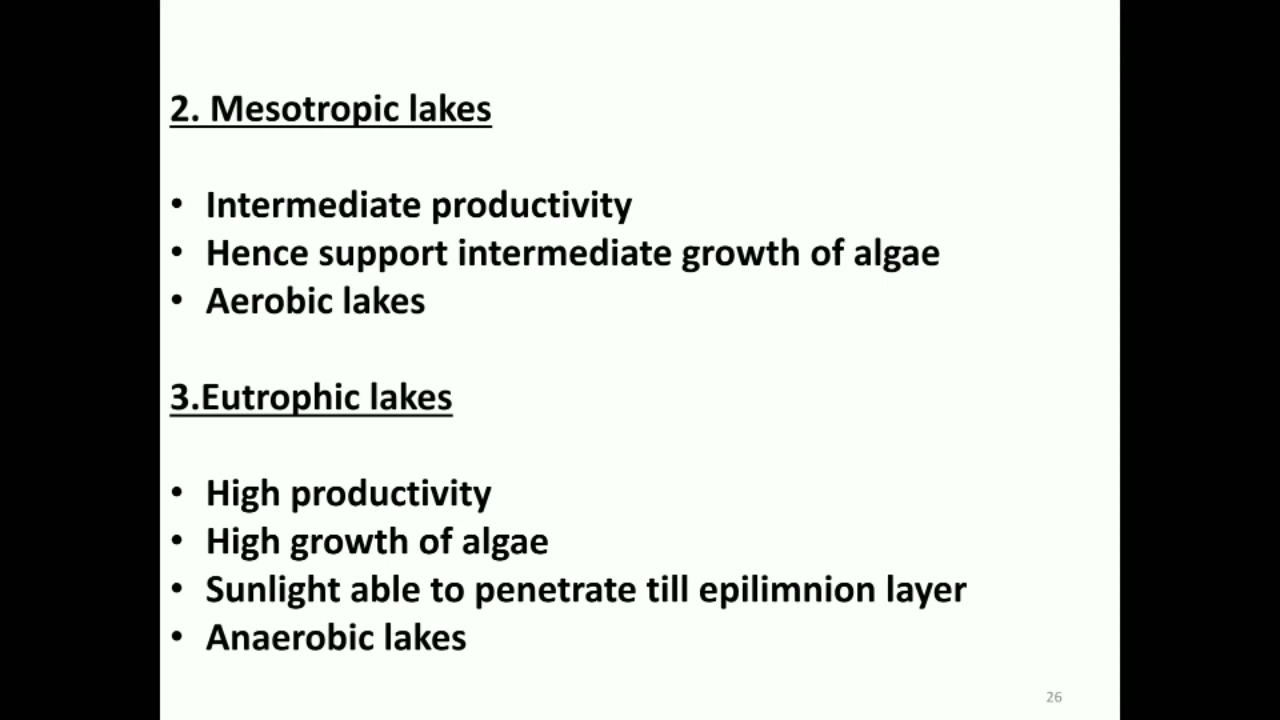 2. Mesotropic lakes
• Intermediate productivity
• Hence support intermediate growth of algae
• Aerobic lakes
3.Eutrophic lakes
• High productivity
• High growth of algae
• Sunlight able to penetrate till epilimnion layer
• Anaerobic lakes
26